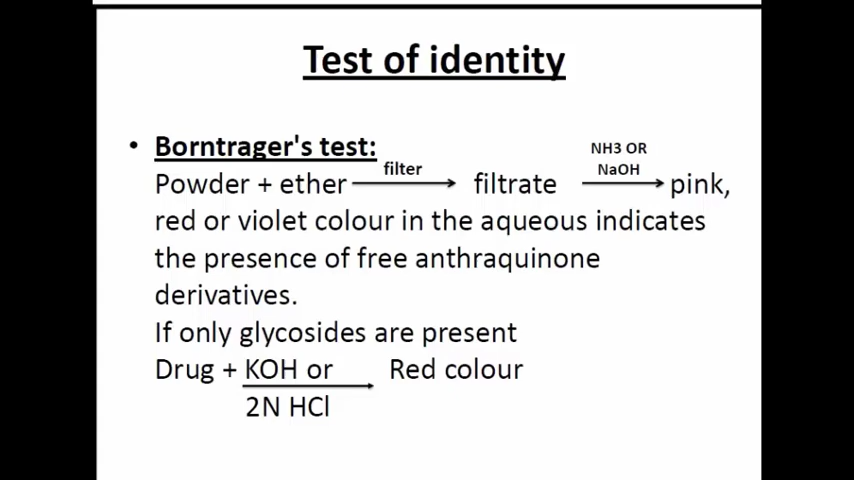 Test of identity
• Borntrager's test:
Powder + ether filter filtrate NH3 OR NaOH pink,
red or violet colour in the aqueous indicates
the presence of free anthraquinone
derivatives.
If only glycosides are present
Drug + KOH or Red colour
2N HCl